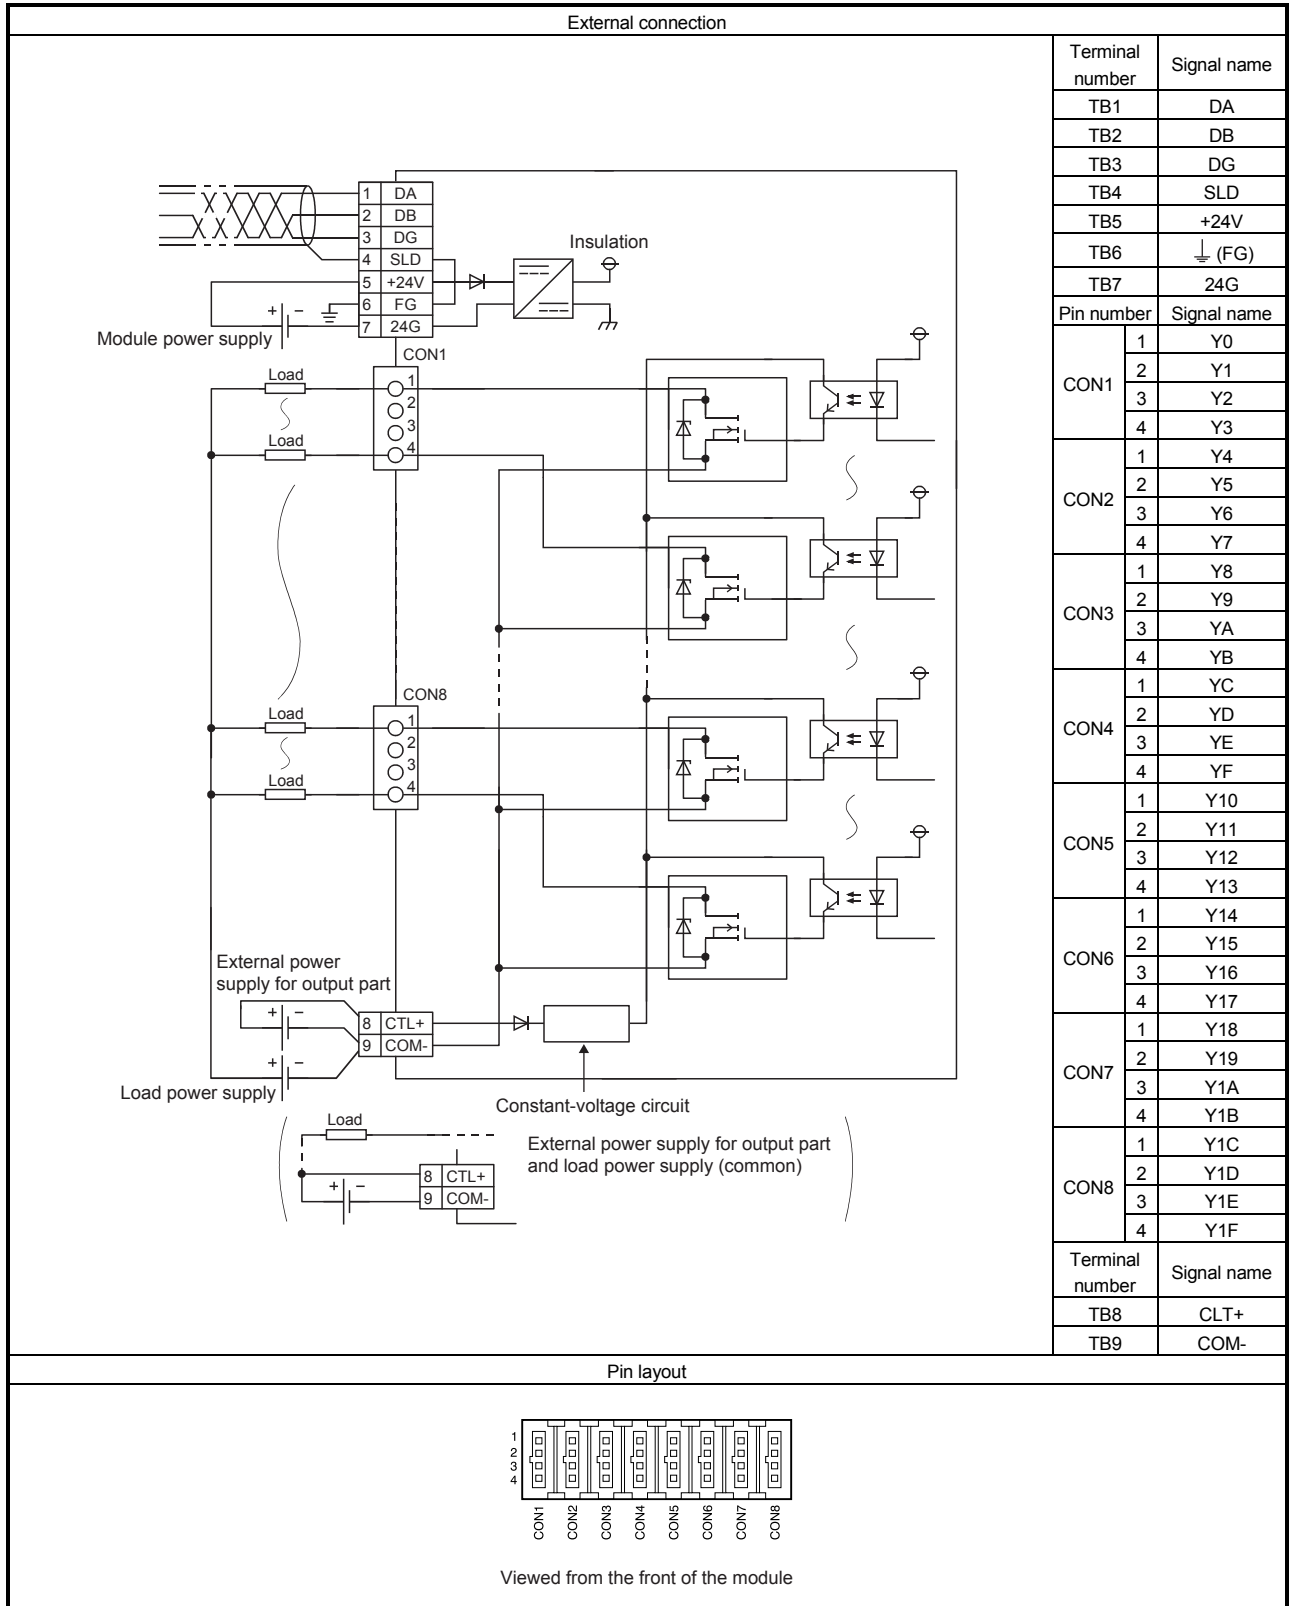 External connection
1 DA
2 DB
3 DG
4 SLD
5 +24V
6 FG
7 24G
Insulation
+ −
Module power supply
CON1
Load
1
2
3
4
Load
CON8
Load
1
2
3
4
Load
External power
supply for output part
+ −
8 CTL+
9 COM-
+ −
Load power supply
Constant-voltage circuit
Load
External power supply for output part
and load power supply (common)
8 CTL+
9 COM-
+ −
Terminal
number Signal name
TB1 DA
TB2 DB
TB3 DG
TB4 SLD
TB5 +24V
TB6 (FG)
TB7 24G
Pin number Signal name
CON1
1 Y0
2 Y1
3 Y2
4 Y3
CON2
1 Y4
2 Y5
3 Y6
4 Y7
CON3
1 Y8
2 Y9
3 YA
4 YB
CON4
1 YC
2 YD
3 YE
4 YF
CON5
1 Y10
2 Y11
3 Y12
4 Y13
CON6
1 Y14
2 Y15
3 Y16
4 Y17
CON7
1 Y18
2 Y19
3 Y1A
4 Y1B
CON8
1 Y1C
2 Y1D
3 Y1E
4 Y1F
Terminal
number Signal name
TB8 CLT+
TB9 COM-
Pin layout
1
2
3
4
CON1 CON2 CON3 CON4 CON5 CON6 CON7 CON8
Viewed from the front of the module